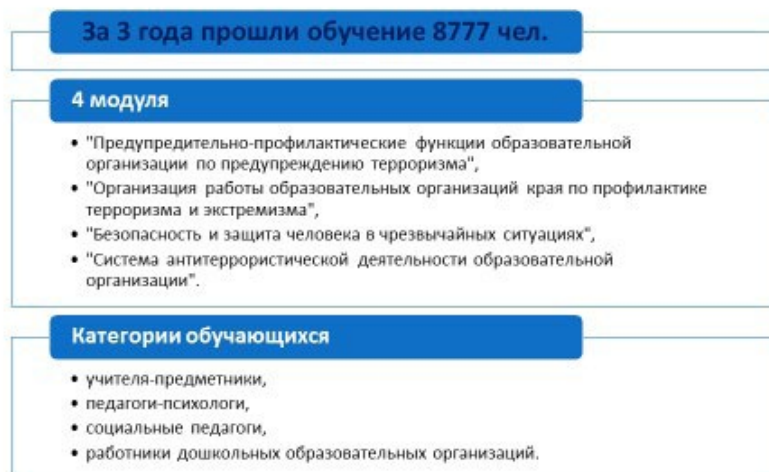 За 3 года прошли обучение 8777 чел.
4 модуля
• "Предупредительно-профилактические функции образовательной
организации по предупреждению терроризма",
• "Организация работы образовательных организаций края по профилактике
терроризма и экстремизма",
• "Безопасность и защита человека в чрезвычайных ситуациях",
• "Система антитеррористической деятельности образовательной
организации".
Категории обучающихся
• учителя-предметники,
• педагоги-психологи,
• социальные педагоги,
• работники дошкольных образовательных организаций.